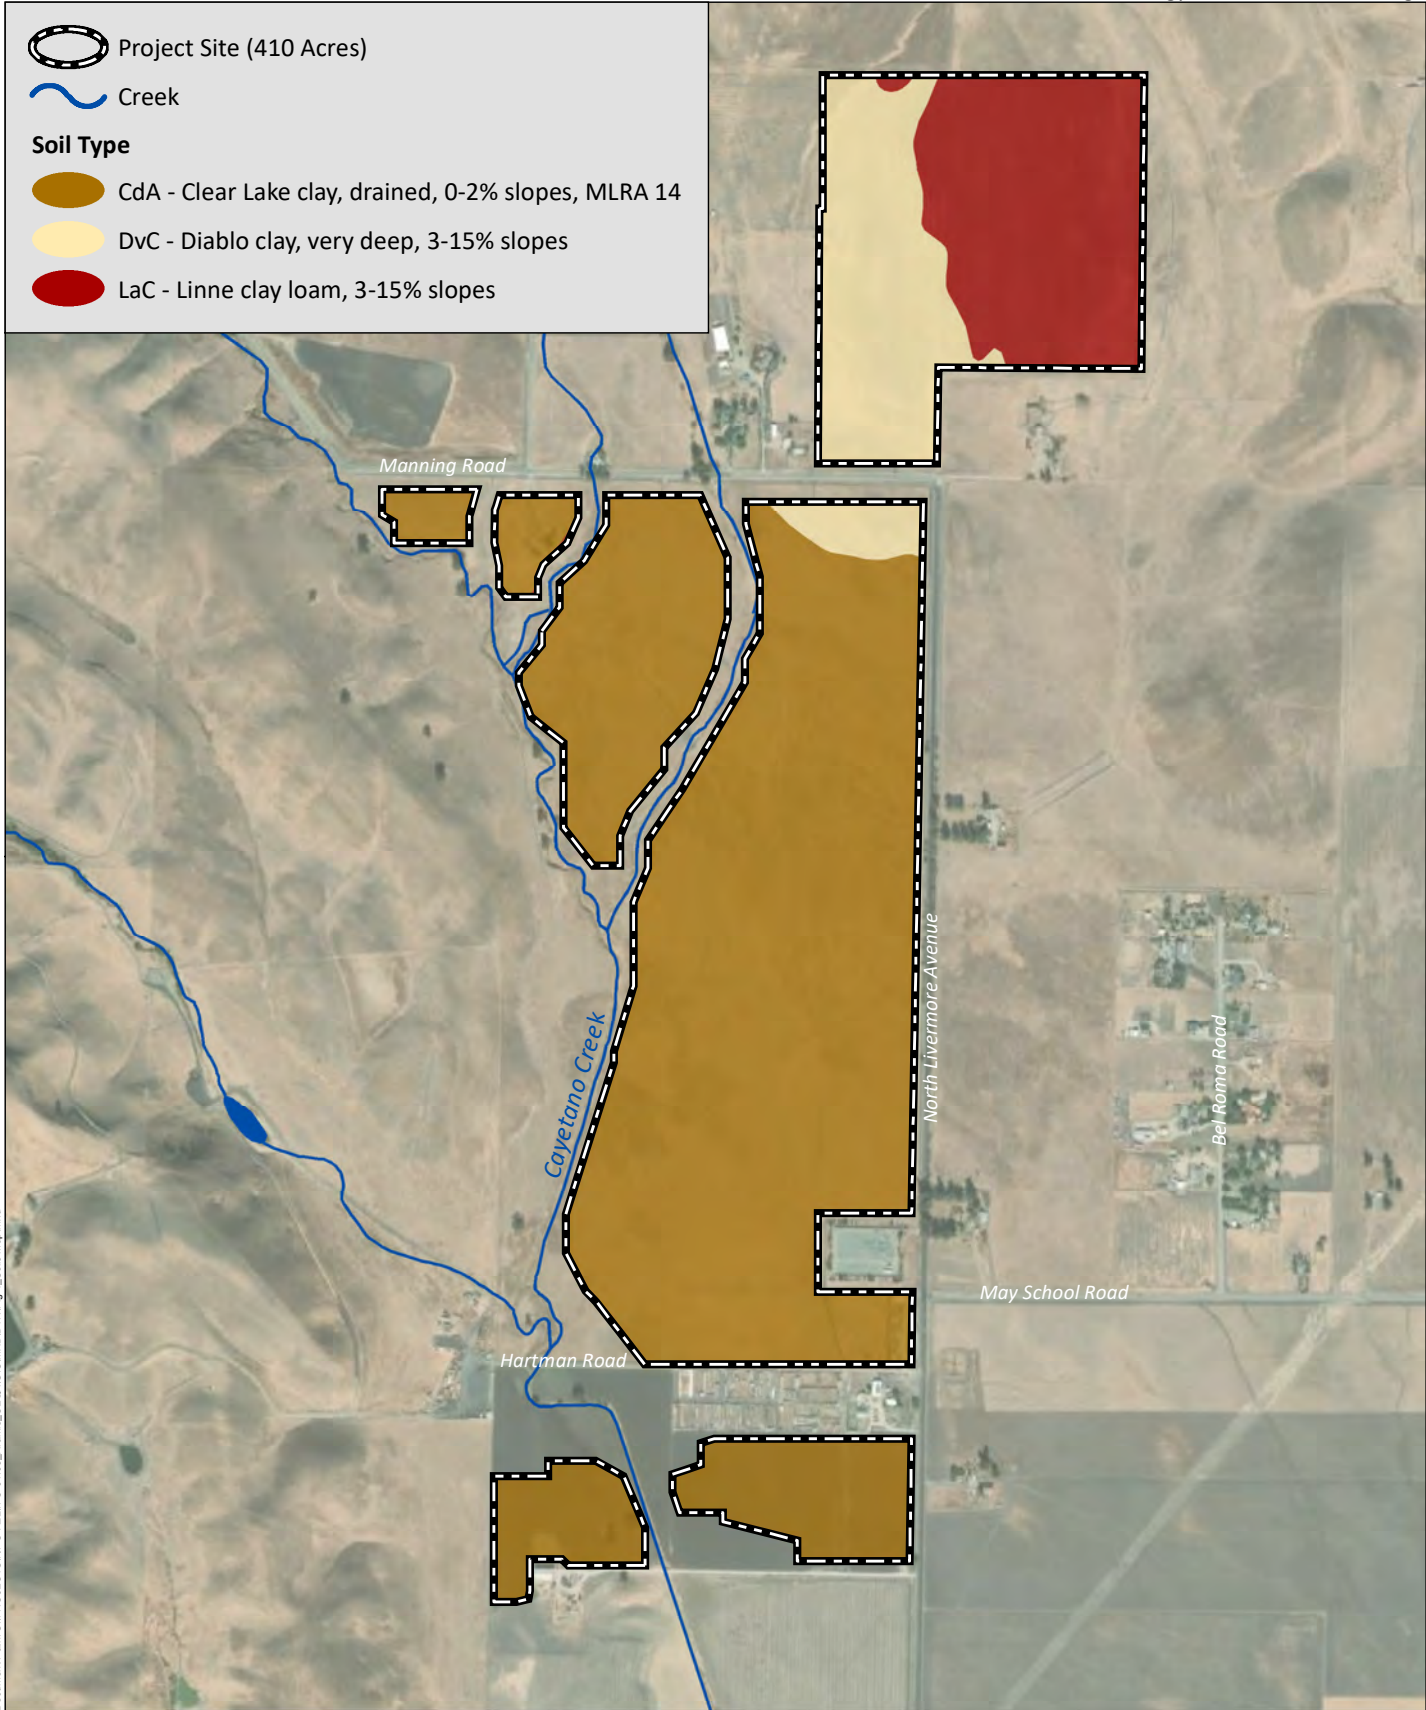 Project Site (410 Acres)
Creek
Soil Type
CdA - Clear Lake clay, drained, 0-2% slopes, MLRA 14
DvC - Diablo clay, very deep, 3-15% slopes
LaC - Linne clay loam, 3-15% slopes
Manning Road
North Livermore Avenue
Cayetano Creek
Bel Roma Road
May School Road
Hartman Road